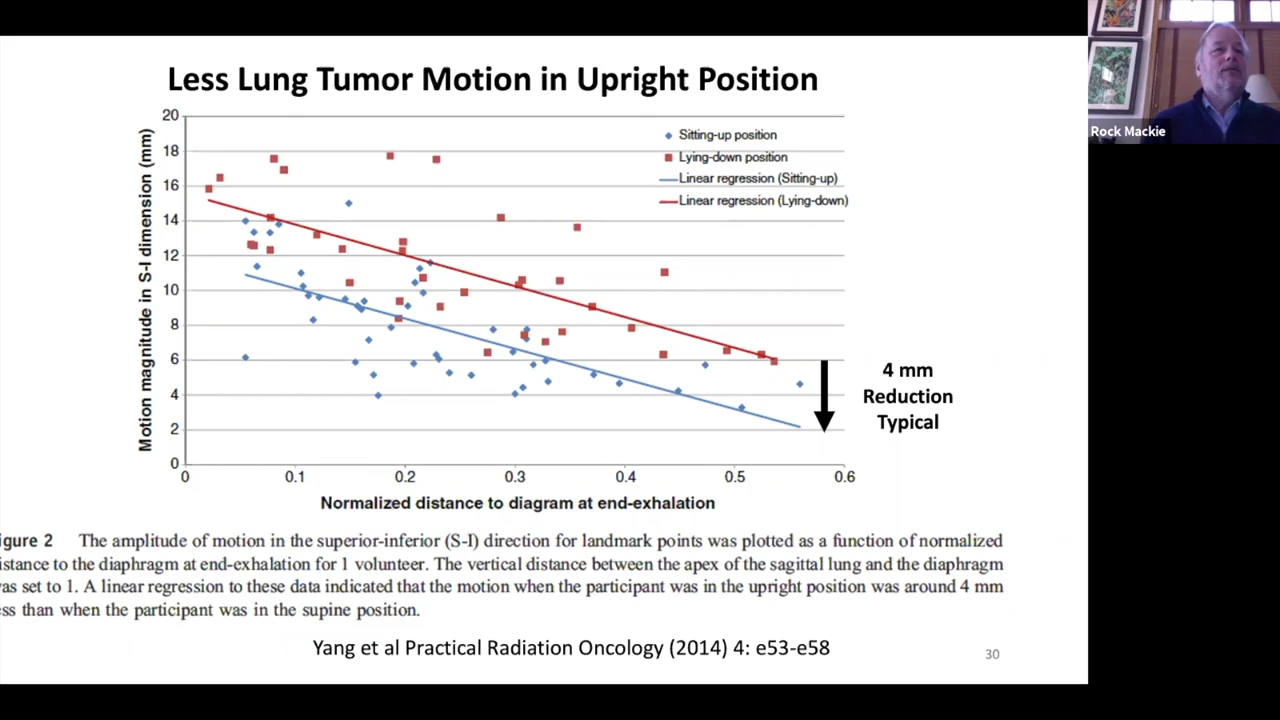 Less Lung Tumor Motion in Upright Position
Rock Mackie
Motion magnitude in S-I dimension (mm)
20
18
16
14
12
10
8
6
4
2
0
Sitting-up position
Lying-down position
Linear regression (Sitting-up)
Linear regression (Lying-down)
0
0.1
0.2
0.3
0.4
0.5
0.6
Normalized distance to diagram at end-exhalation
4 mm
Reduction
Typical
igure 2 The amplitude of motion in the superior-inferior (S-I) direction for landmark points was plotted as a function of normalized
istance to the diaphragm at end-exhalation for 1 volunteer. The vertical distance between the apex of the sagittal lung and the diaphragm
as set to 1. A linear regression to these data indicated that the motion when the participant was in the upright position was around 4 mm
ss than when the participant was in the supine position.
Yang et al Practical Radiation Oncology (2014) 4: e53-e58
30